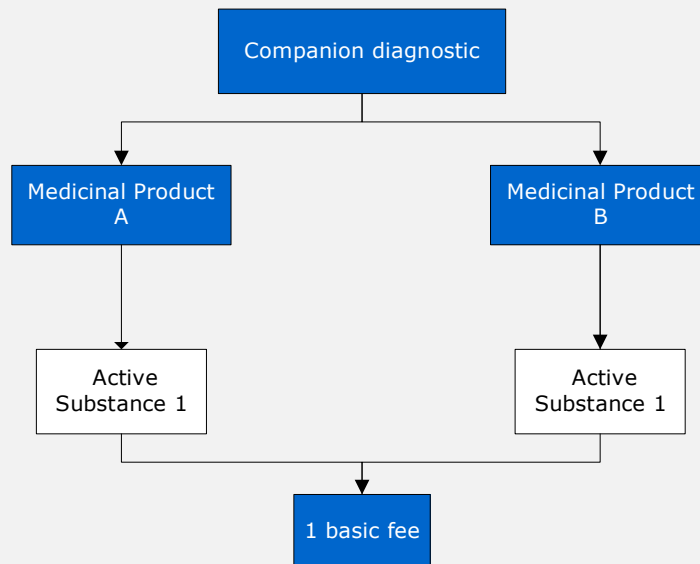 Companion diagnostic
Medicinal Product
A
Medicinal Product
B
Active
Substance 1
Active
Substance 1
1 basic fee